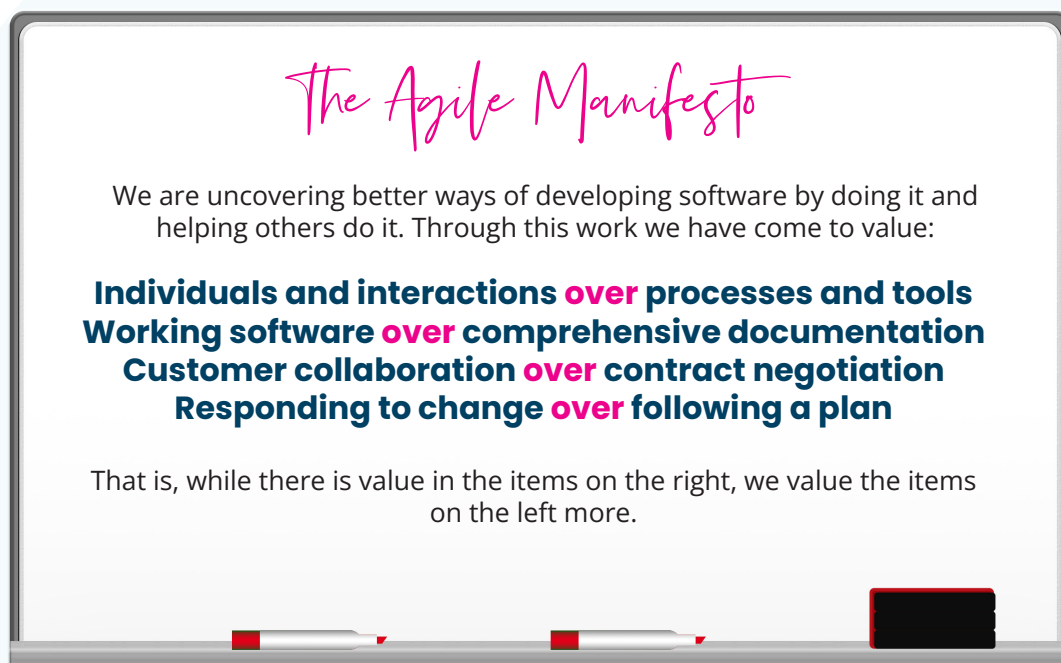 The Agile Manifesto
We are uncovering better ways of developing software by doing it and
helping others do it. Through this work we have come to value:
Individuals and interactions over processes and tools
Working software over comprehensive documentation
Customer collaboration over contract negotiation
Responding to change over following a plan
That is, while there is value in the items on the right, we value the items
on the left more.